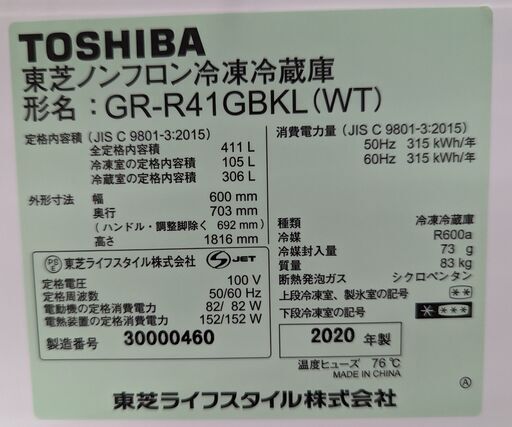 TOSHIBA
東芝ノンフロン冷凍冷蔵庫
形名：GR-R41GBKL(WT)
定格内容積（JIS C 9801-3:2015）
全定格内容積 411 L
冷凍室の定格内容積 105 L
冷蔵室の定格内容積 306 L
外形寸法 幅 600 mm
奥行 703 mm
（ハンドル・調整脚除く 692 mm）
高さ 1816 mm
消費電力量（JIS C 9801-3:2015）
50Hz 315 kWh/年
60Hz 315 kWh/年
種類 冷凍冷蔵庫
冷媒 R600a
冷媒封入量 73 g
質量 83 kg
断熱発泡ガス シクロペンタン
上段冷凍室、製氷室の記号 **
下段冷凍室の記号 ****
PS E 東芝ライフスタイル株式会社 S JET
定格電圧 100 V
定格周波数 50/60 Hz
電動機の定格消費電力 82/ 82 W
電熱装置の定格消費電力 152/152 W
製造番号 30000460
2020 年製
温度ヒューズ 76℃
MADE IN CHINA
Ⓐ
東芝ライフスタイル株式会社